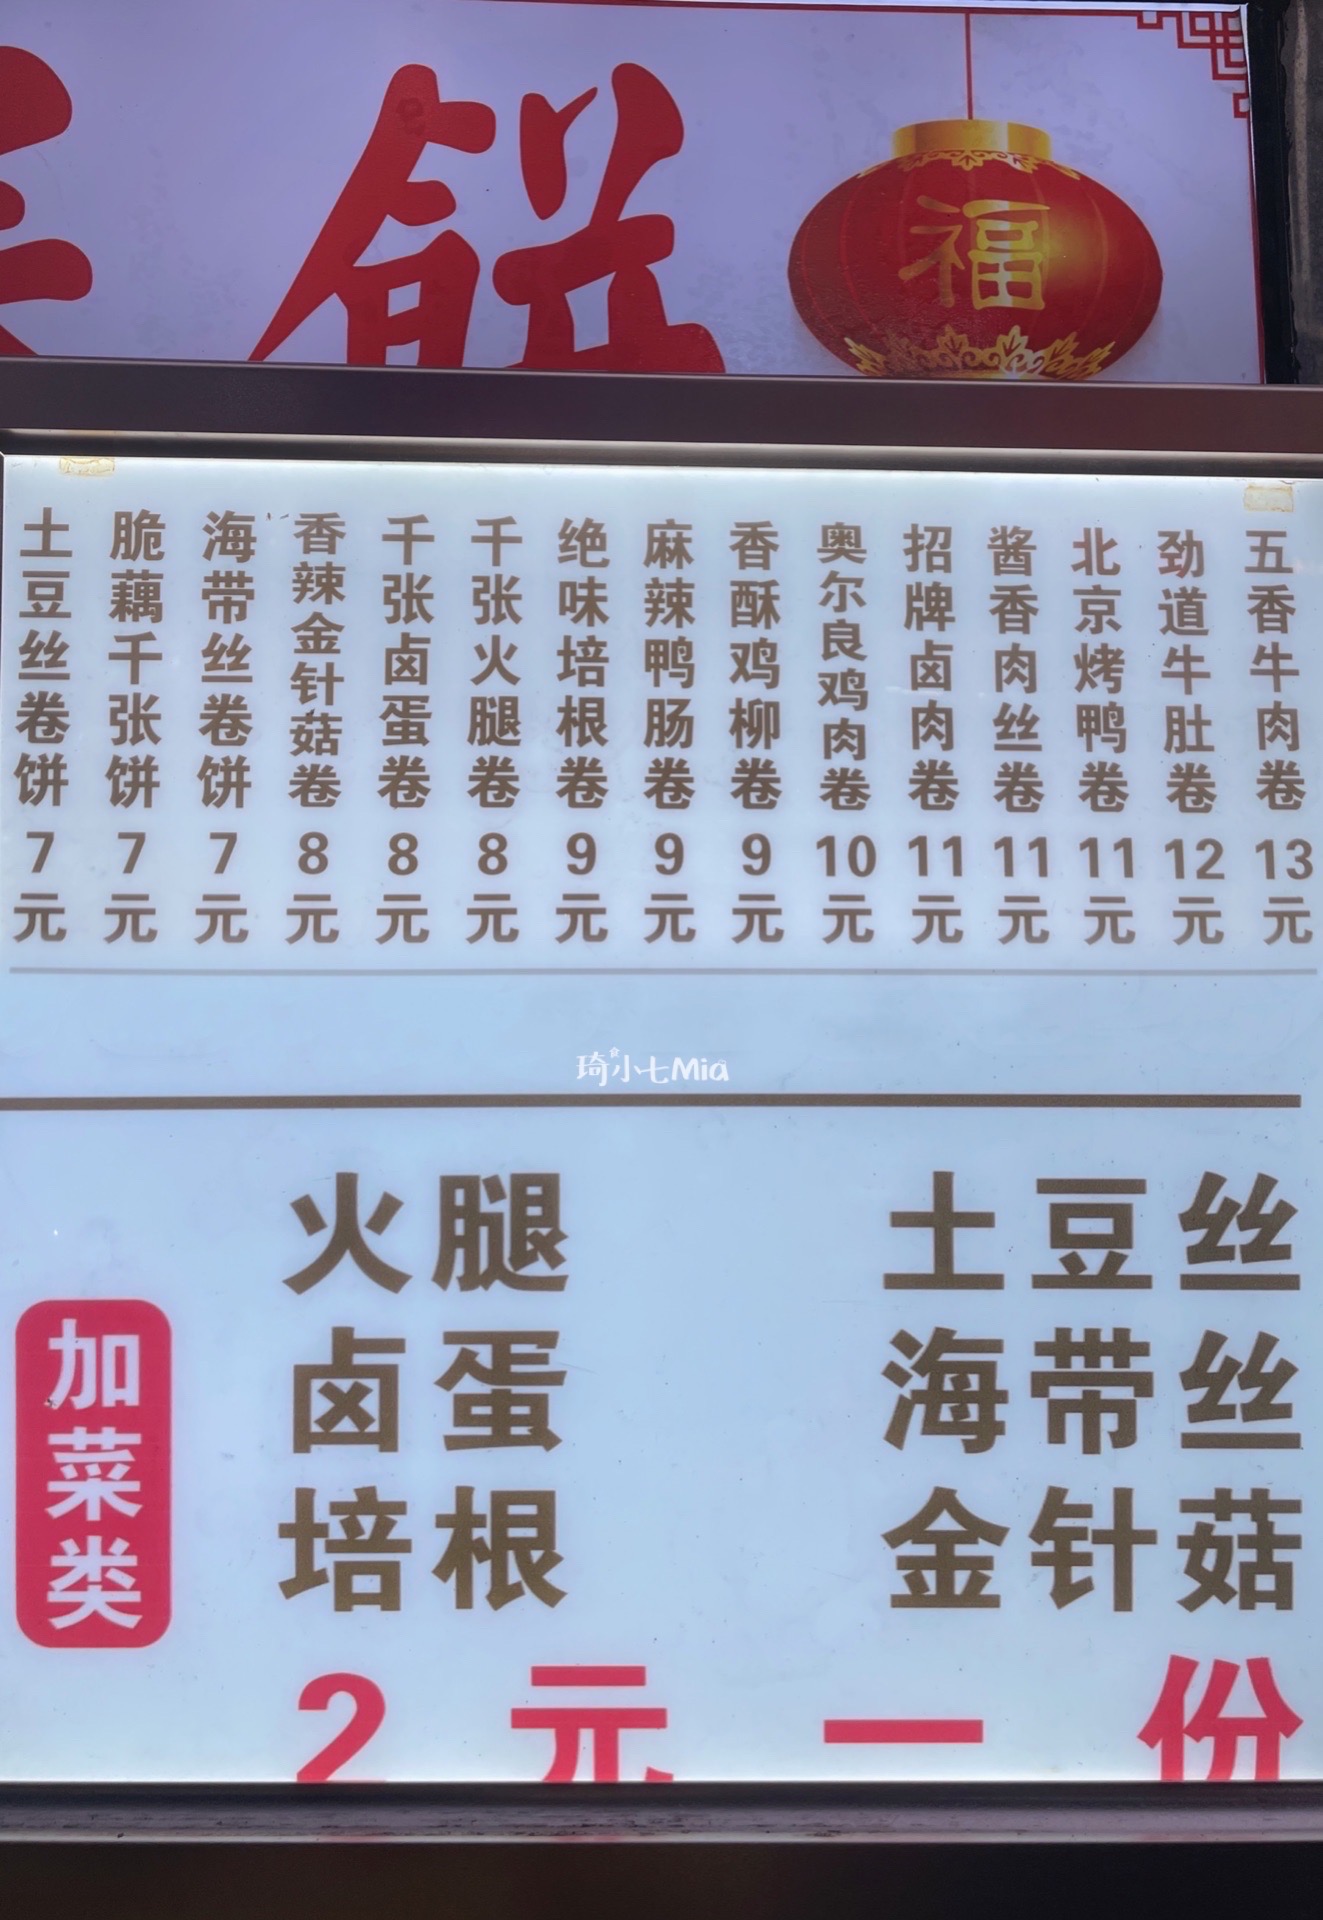 餅
福
土豆丝卷饼7元
脆藕千张饼7元
海带丝卷饼7元
香辣金针菇卷8元
千张卤蛋卷8元
千张火腿卷8元
绝味培根卷9元
麻辣鸭肠卷9元
香酥鸡柳卷9元
奥尔良鸡肉卷10元
招牌卤肉卷11元
酱香肉丝卷11元
北京烤鸭卷11元
劲道牛肚卷12元
五香牛肉卷13元
琦小七Mia
加菜类
火腿 土豆丝
卤蛋 海带丝
培根 金针菇
2元一份